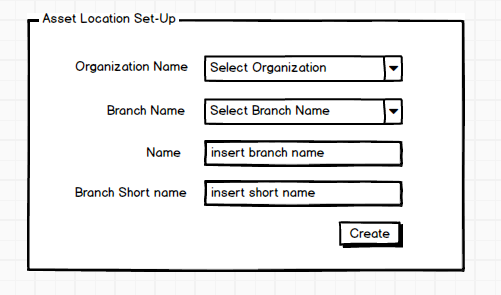 Asset Location Set-Up
Organization Name Select Organization
Branch Name Select Branch Name
Name insert branch name
Branch Short name insert short name
Create